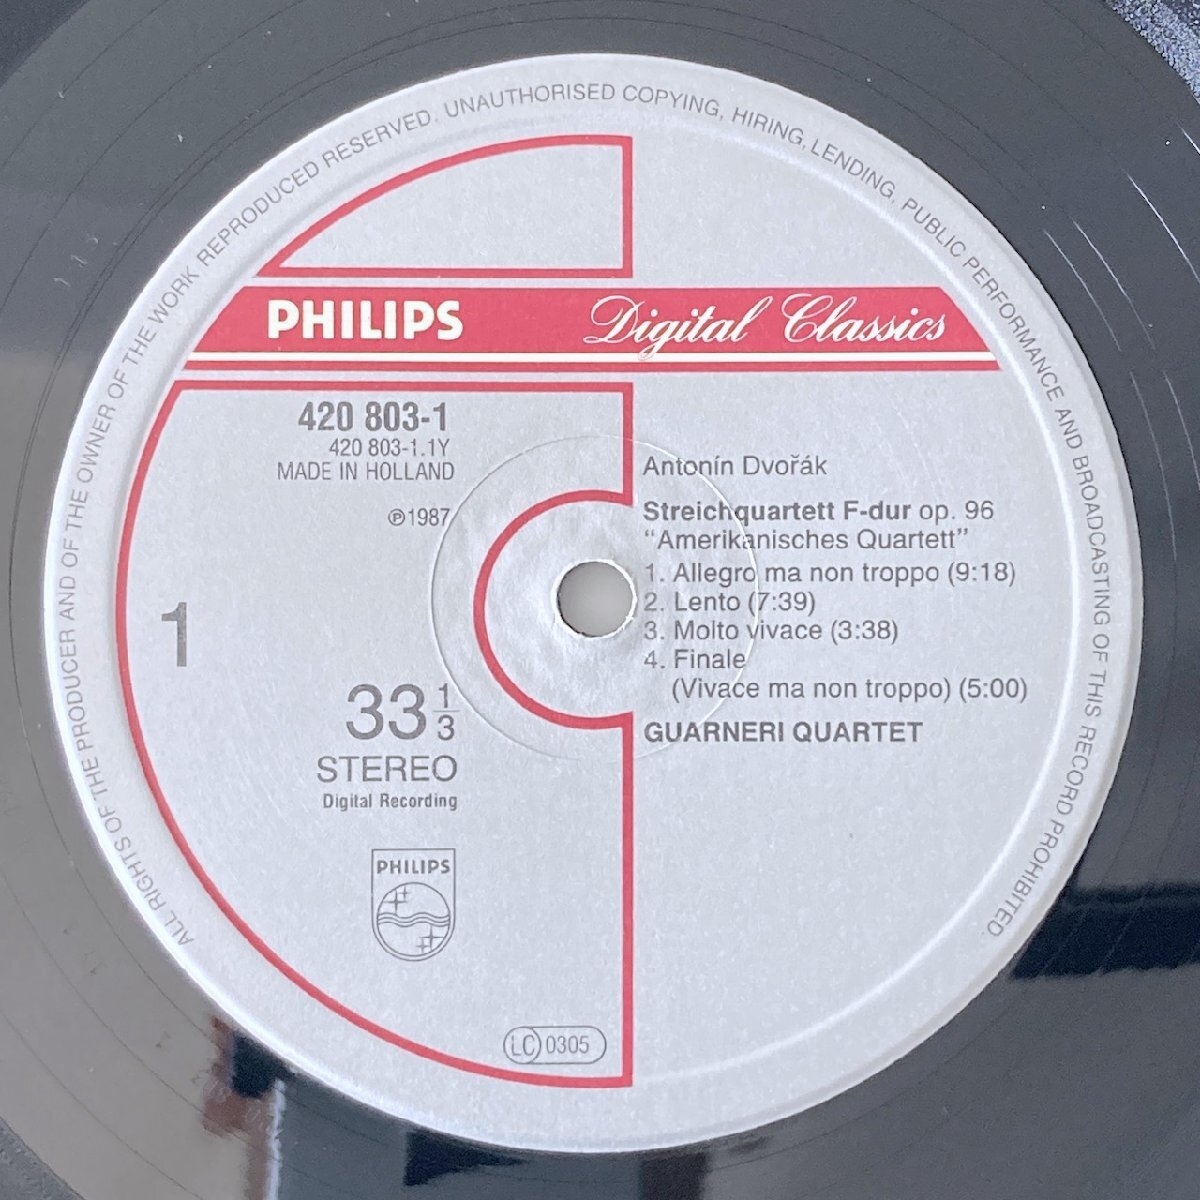 ALL RIGHTS OF THE PRODUCER AND OF THE OWNER OF THE WORK REPRODUCED RESERVED. UNAUTHORISED COPYING, HIRING, LENDING, PUBLIC PERFORMANCE AND BROADCASTING OF THIS RECORD PROHIBITED.
PHILIPS Digital Classics
420 803-1
420 803-1.1Y
MADE IN HOLLAND
℗1987
1
33 1/3
STEREO
Digital Recording
PHILIPS
LC 0305
Antonín Dvořák
Streichquartett F-dur op. 96
"Amerikanisches Quartett"
1. Allegro ma non troppo (9:18)
2. Lento (7:39)
3. Molto vivace (3:38)
4. Finale
(Vivace ma non troppo) (5:00)
GUARNERI QUARTET